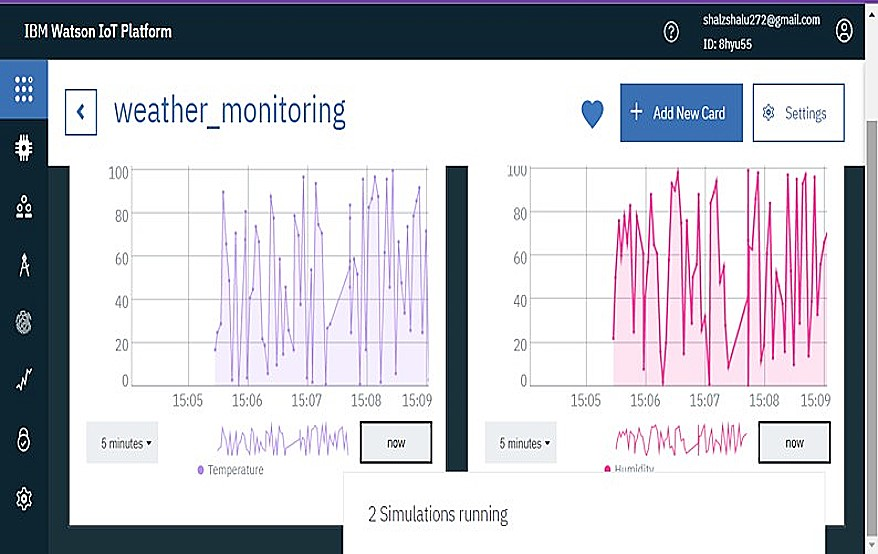 IBM Watson IoT Platform
shalzshalu272@gmail.com
ID: 8hyu55
weather_monitoring
Add New Card
Settings
100
80
60
40
20
0
15:05 15:06 15:07 15:08 15:09
5 minutes
now
Temperature
100
80
60
40
20
0
15:05 15:06 15:07 15:08 15:09
5 minutes
now
Humidity
2 Simulations running